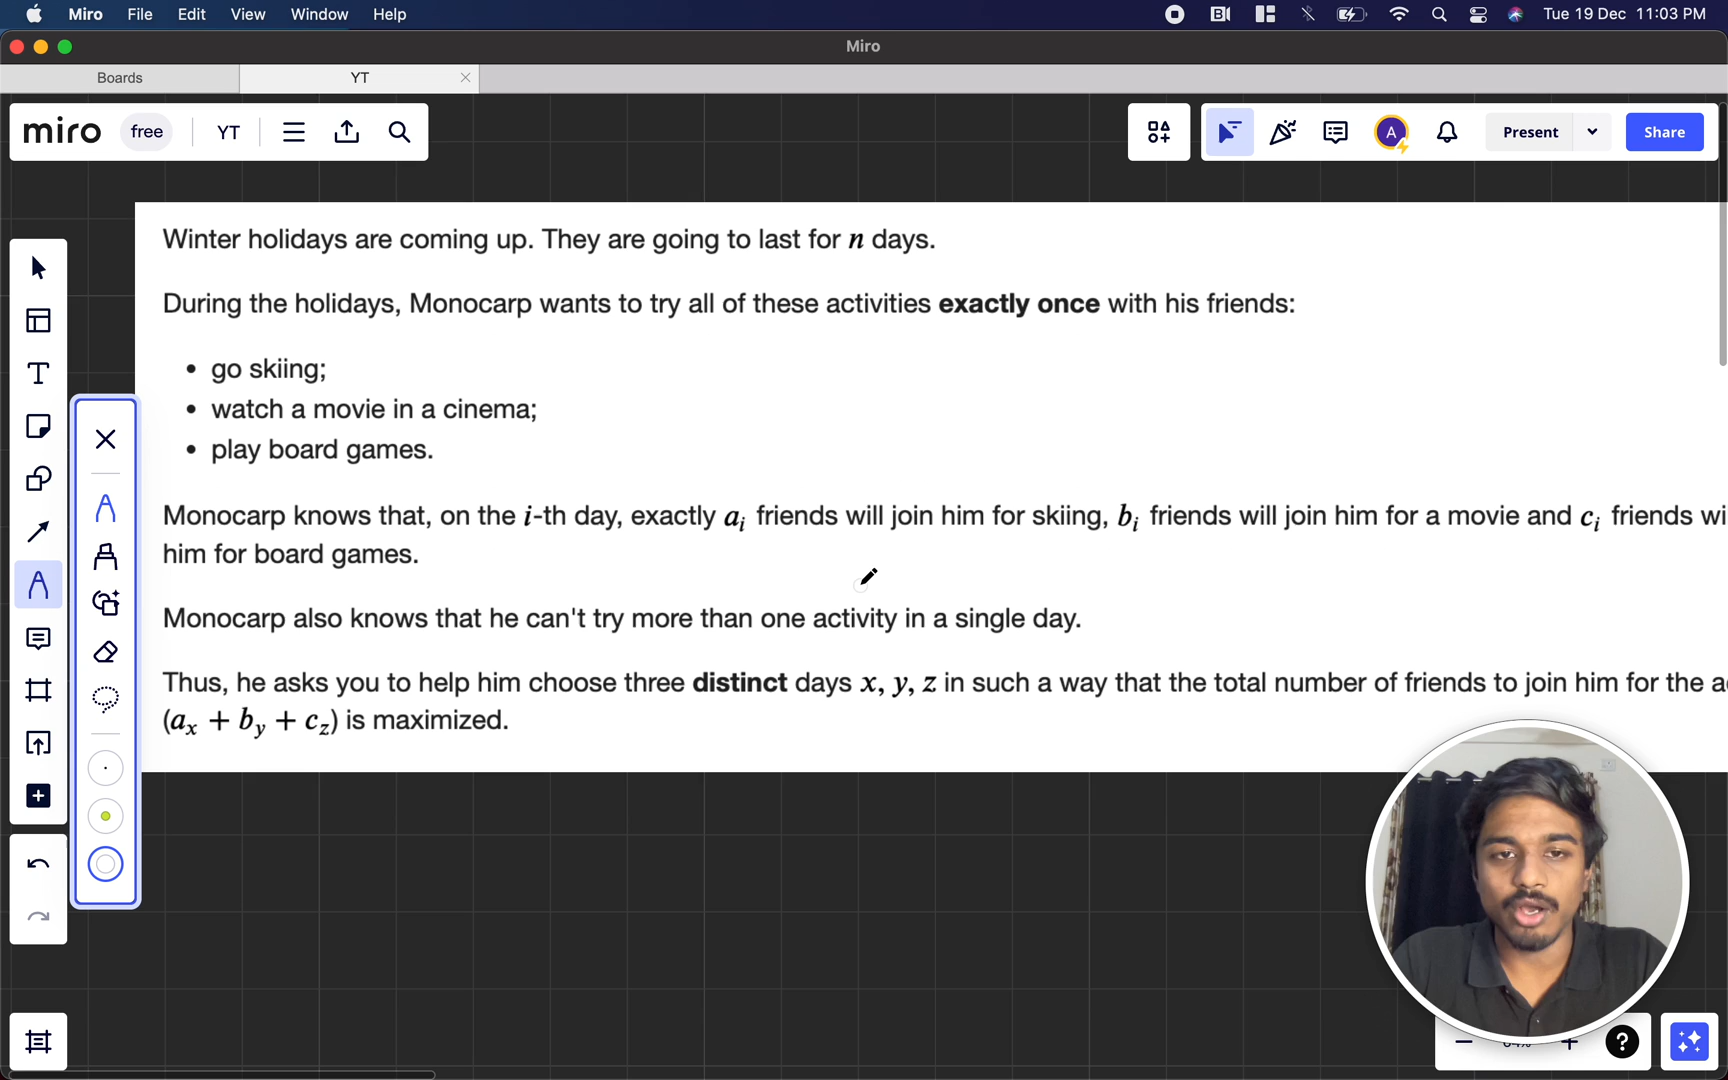 Miro File Edit View Window Help Tue 19 Dec 11:03 PM
Miro
Boards YT
miro free YT Present Share
A
Winter holidays are coming up. They are going to last for n days.
During the holidays, Monocarp wants to try all of these activities exactly once with his friends:
• go skiing;
• watch a movie in a cinema;
• play board games.
Monocarp knows that, on the i-th day, exactly a_i friends will join him for skiing, b_i friends will join him for a movie and c_i friends wi
him for board games.
Monocarp also knows that he can't try more than one activity in a single day.
Thus, he asks you to help him choose three distinct days x, y, z in such a way that the total number of friends to join him for the a
(a_x + b_y + c_z) is maximized.